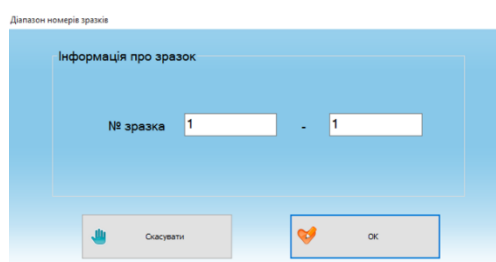 Діапазон номерів зразків
Інформація про зразок
№ зразка 1 - 1
Скасувати ОК